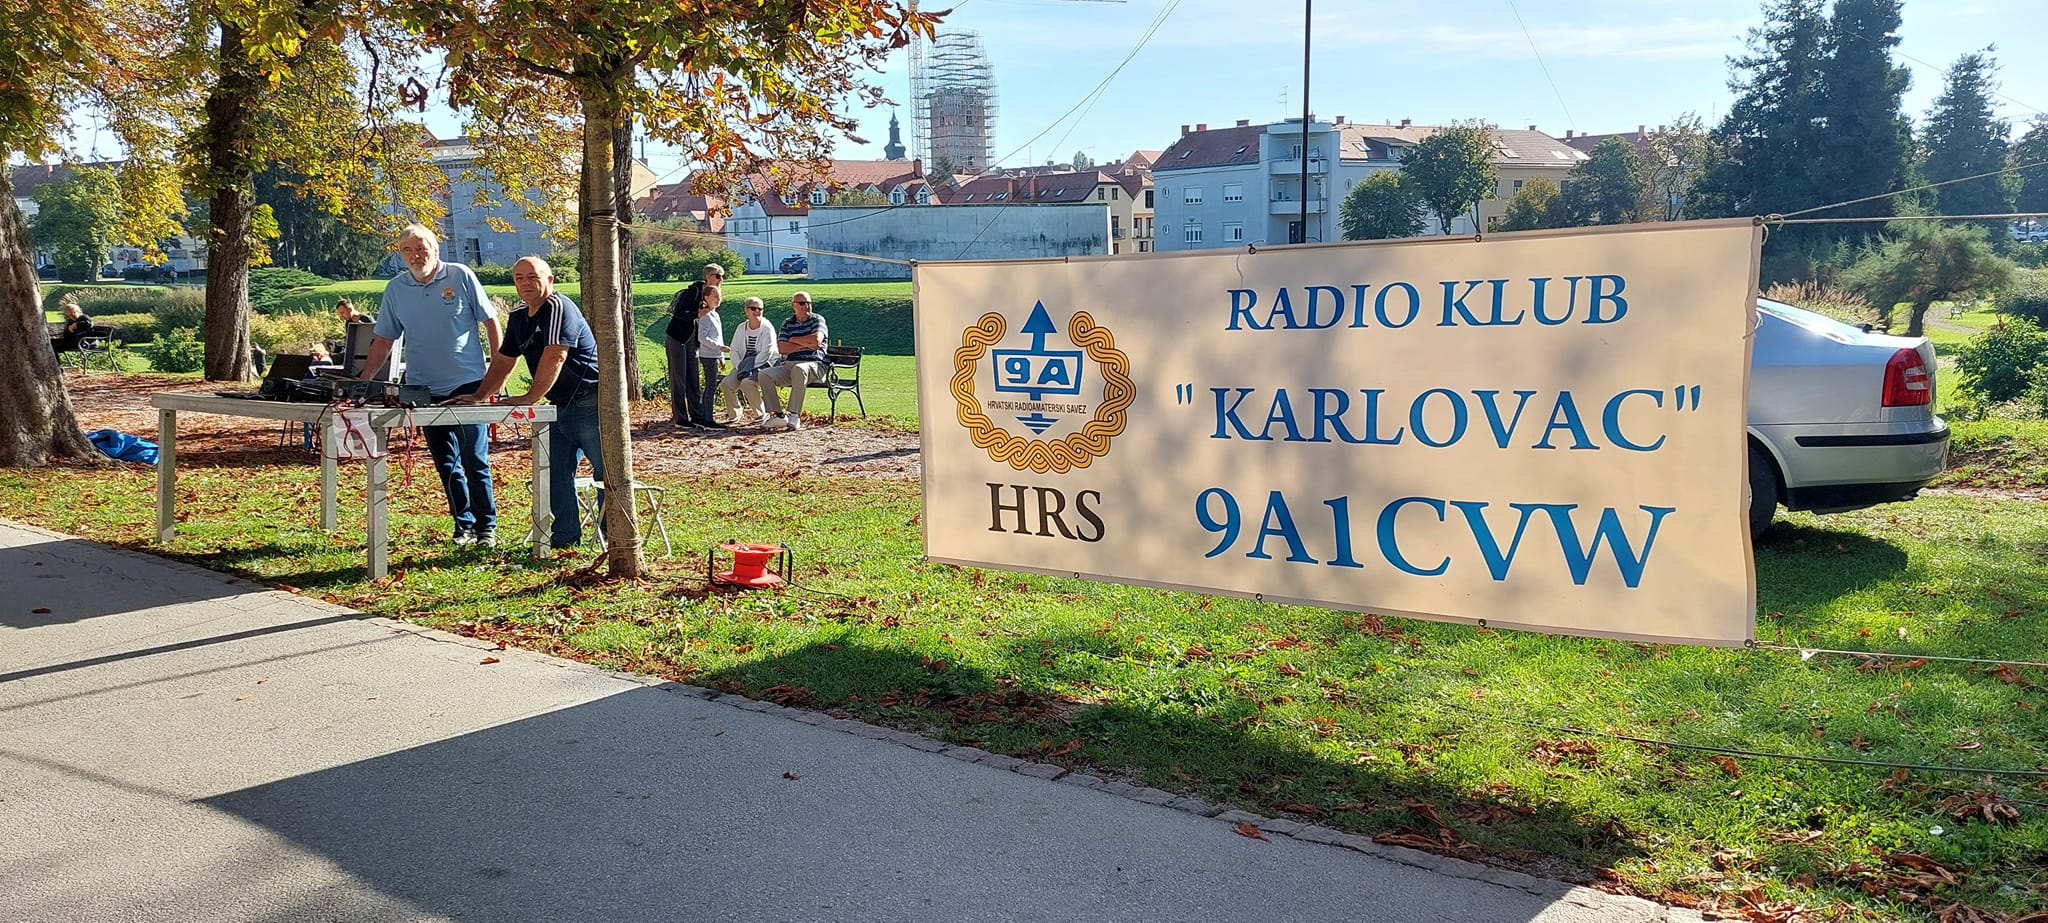 9A
HRVATSKI RADIOAMATERSKI SAVEZ
HRS
RADIO KLUB
"KARLOVAC"
9A1CVW